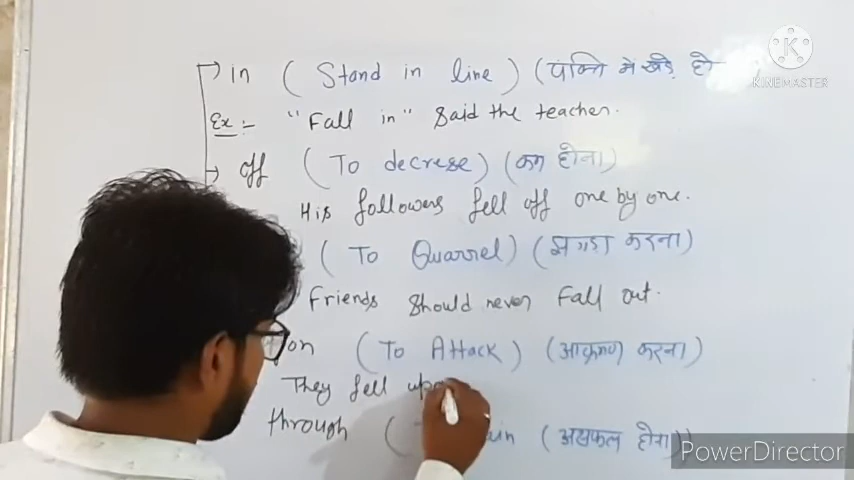 in ( Stand in line ) ( पंक्ति में खड़े हो
KINEMASTER
Ex:- "Fall in" Said the teacher.
off ( To decrese ) ( कम होना )
His followers fell off one by one.
( To Quarrel ) ( झगड़ा करना )
Friends Should never Fall out.
on ( To Attack ) ( आक्रमण करना )
They fell upo
through ( ( असफल होना )
PowerDirector